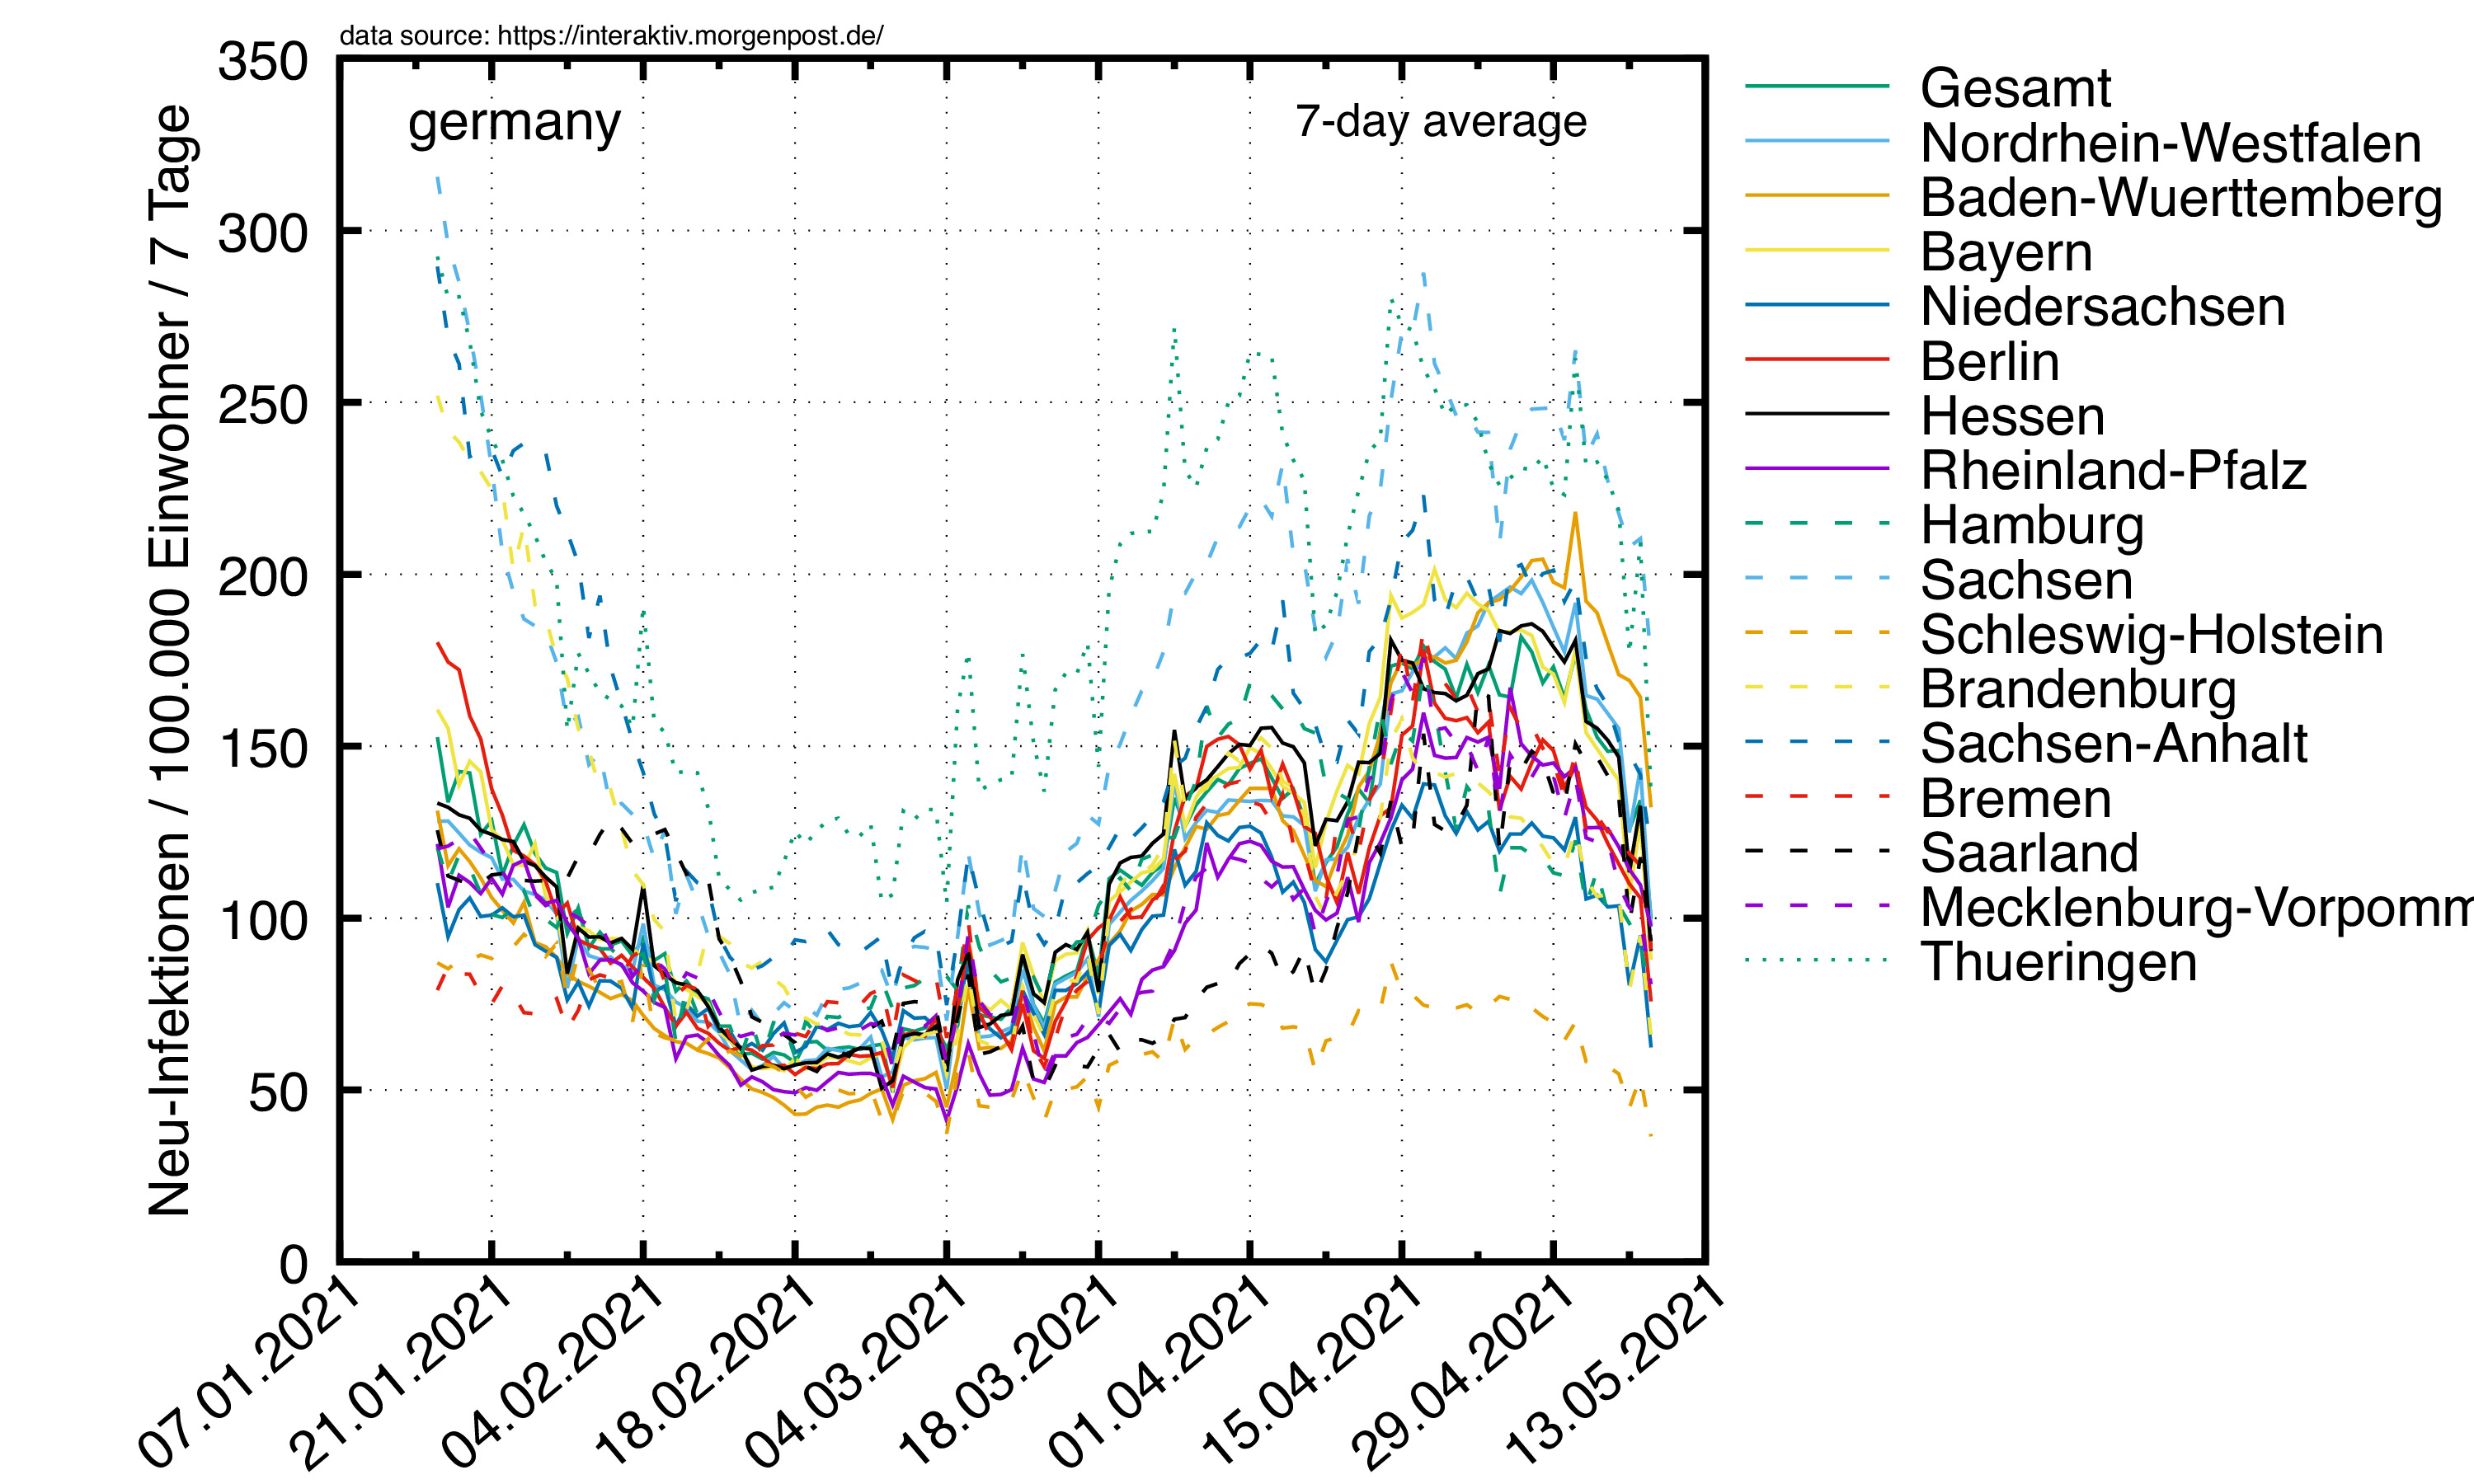 data source: https://interaktiv.morgenpost.de/
germany
7-day average
Neu-Infektionen / 100.000 Einwohner / 7 Tage
350
300
250
200
150
100
50
0
07.01.2021
21.01.2021
04.02.2021
18.02.2021
04.03.2021
18.03.2021
01.04.2021
15.04.2021
29.04.2021
13.05.2021
Gesamt
Nordrhein-Westfalen
Baden-Wuerttemberg
Bayern
Niedersachsen
Berlin
Hessen
Rheinland-Pfalz
Hamburg
Sachsen
Schleswig-Holstein
Brandenburg
Sachsen-Anhalt
Bremen
Saarland
Mecklenburg-Vorpomm
Thueringen